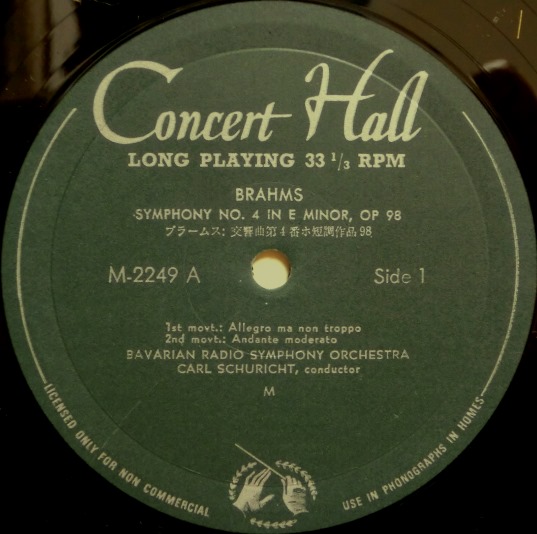 Concert Hall
LONG PLAYING 33 1/3 RPM
BRAHMS
SYMPHONY NO. 4 IN E MINOR, OP 98
ブラームス: 交響曲第4番ホ短調作品98
M-2249 A
Side 1
1st movt.: Allegro ma non troppo
2nd movt.: Andante moderato
BAVARIAN RADIO SYMPHONY ORCHESTRA
CARL SCHURICHT, conductor
M
LICENSED ONLY FOR NON COMMERCIAL
USE IN PHONOGRAPHS IN HOMES